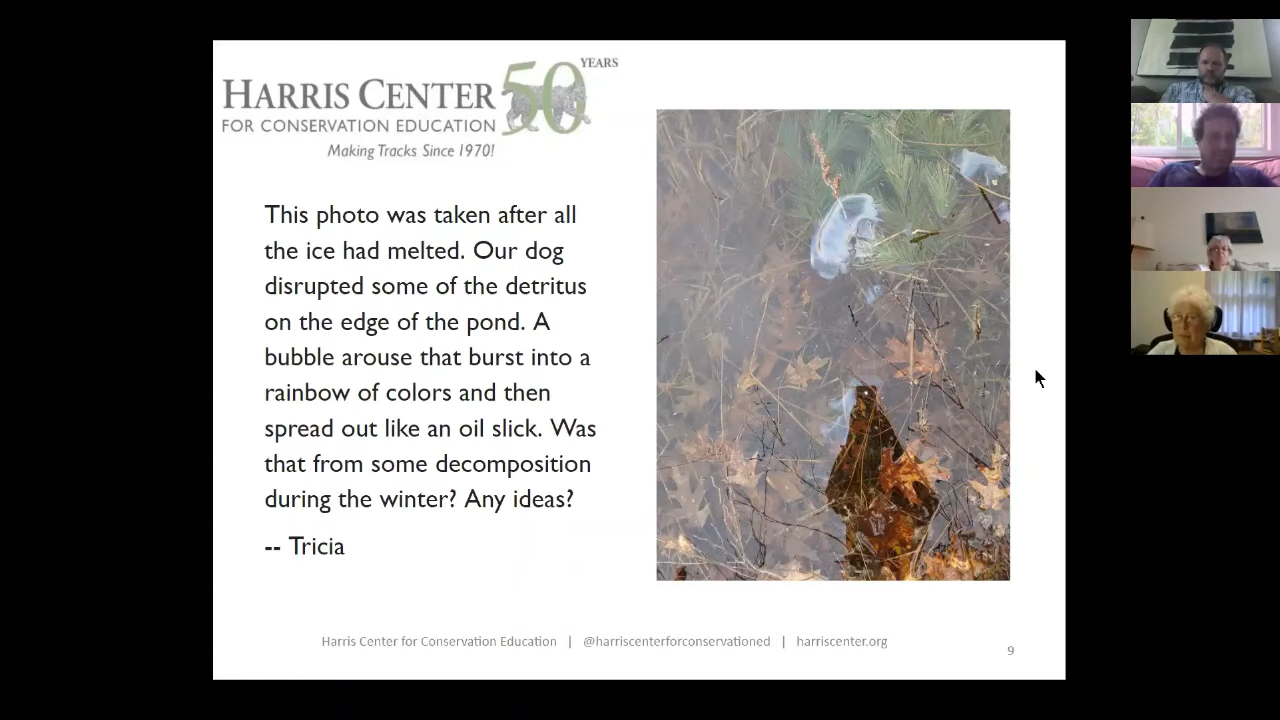 HARRIS CENTER
50 YEARS
FOR CONSERVATION EDUCATION
Making Tracks Since 1970!
This photo was taken after all
the ice had melted. Our dog
disrupted some of the detritus
on the edge of the pond. A
bubble arouse that burst into a
rainbow of colors and then
spread out like an oil slick. Was
that from some decomposition
during the winter? Any ideas?
-- Tricia
Harris Center for Conservation Education | @harriscenterforconservationed | harriscenter.org
9